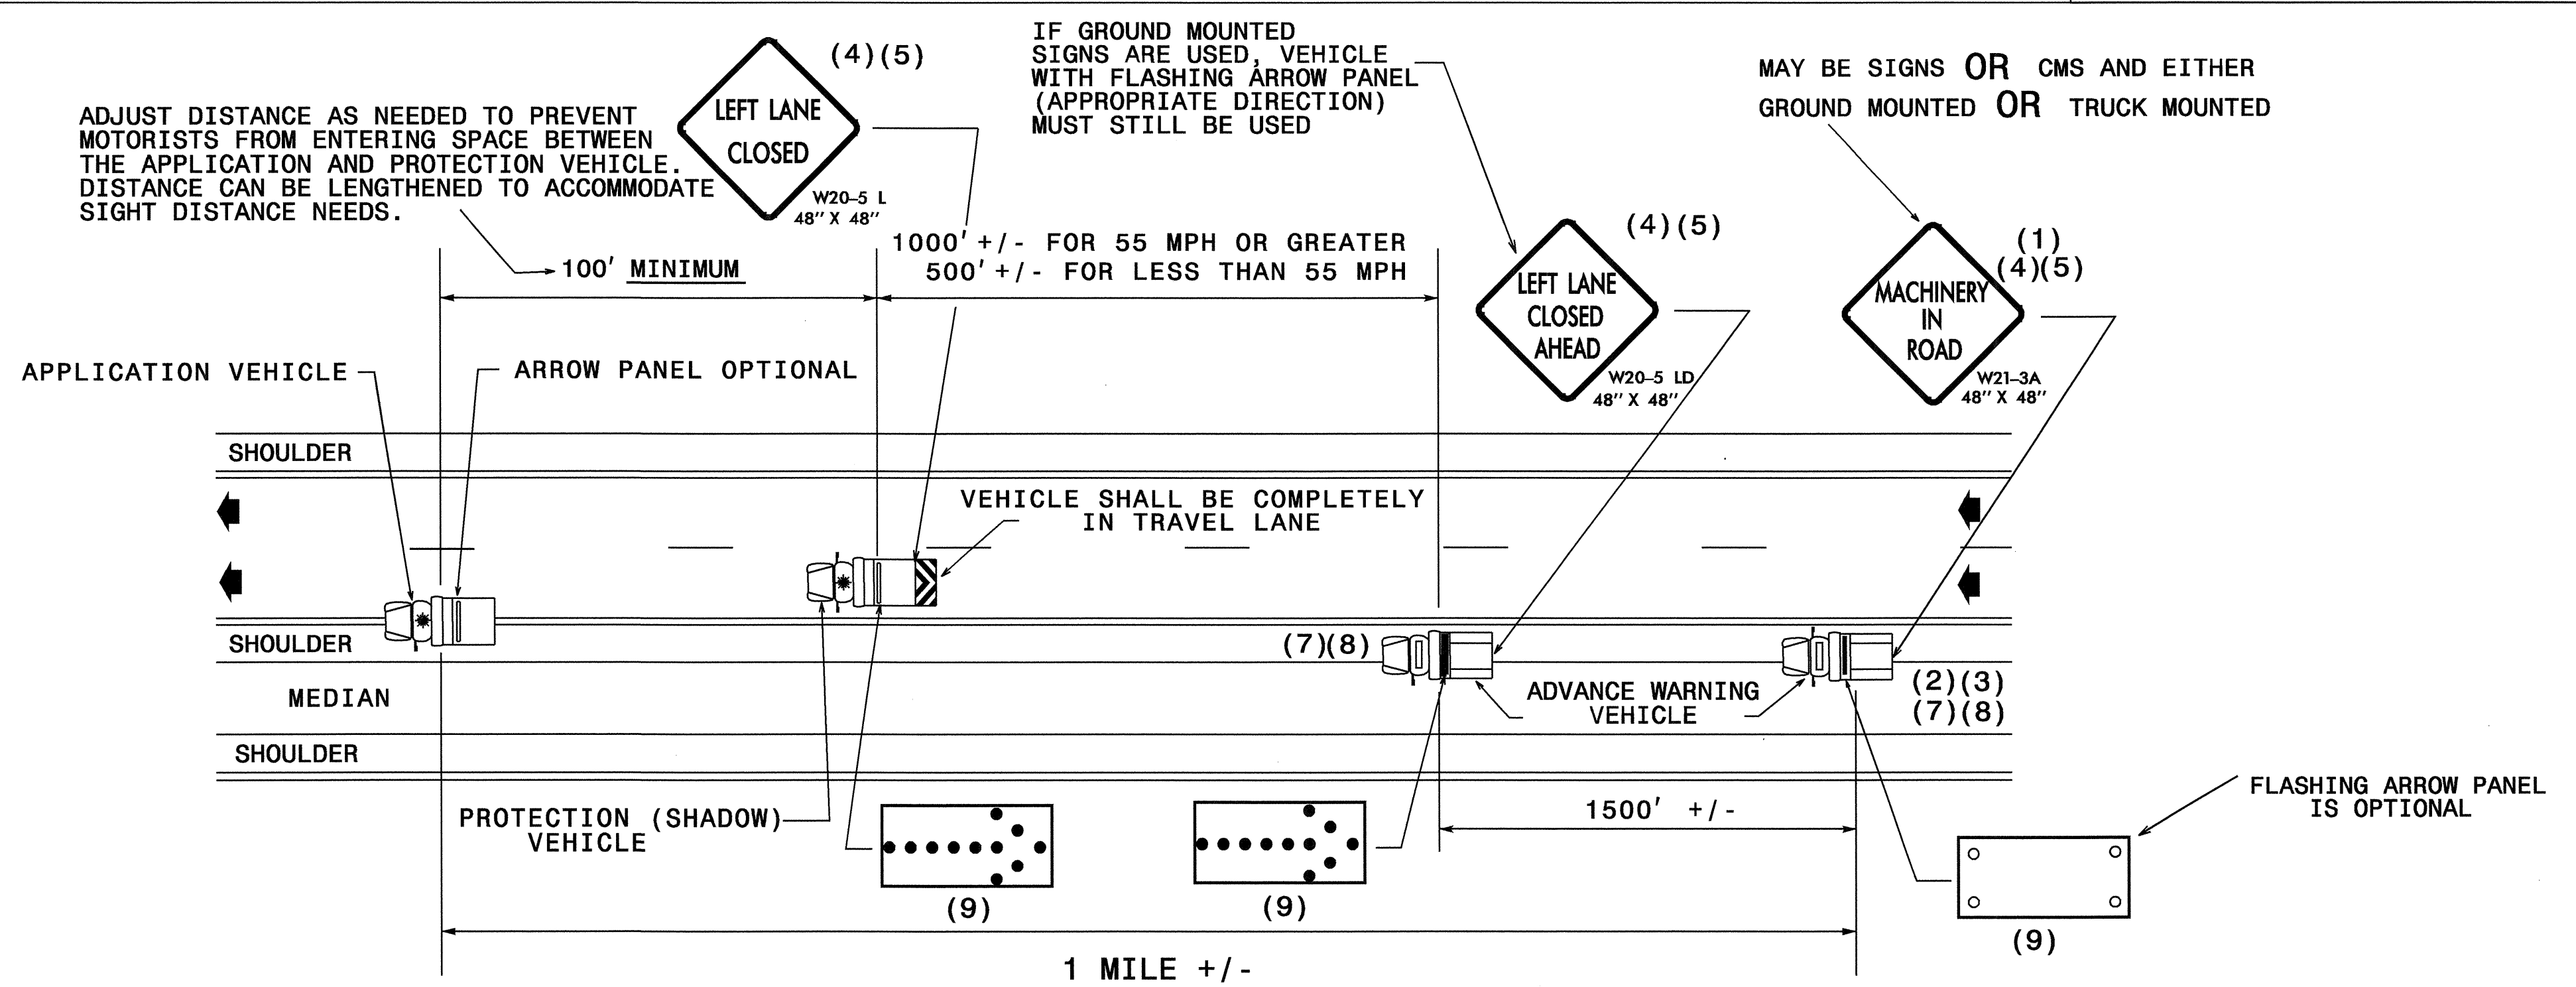 ADJUST DISTANCE AS NEEDED TO PREVENT
MOTORISTS FROM ENTERING SPACE BETWEEN
THE APPLICATION AND PROTECTION VEHICLE.
DISTANCE CAN BE LENGTHENED TO ACCOMMODATE
SIGHT DISTANCE NEEDS.
LEFT LANE
CLOSED
(4)(5)
W20-5 L
48" X 48"
IF GROUND MOUNTED
SIGNS ARE USED, VEHICLE
WITH FLASHING ARROW PANEL
(APPROPRIATE DIRECTION)
MUST STILL BE USED
MAY BE SIGNS OR CMS AND EITHER
GROUND MOUNTED OR TRUCK MOUNTED
100' MINIMUM
1000' +/- FOR 55 MPH OR GREATER
500' +/- FOR LESS THAN 55 MPH
LEFT LANE
CLOSED
AHEAD
(4)(5)
W20-5 LD
48" X 48"
MACHINERY
IN
ROAD
(1)
(4)(5)
W21-3A
48" X 48"
APPLICATION VEHICLE
ARROW PANEL OPTIONAL
SHOULDER
VEHICLE SHALL BE COMPLETELY
IN TRAVEL LANE
SHOULDER
(7)(8)
MEDIAN
ADVANCE WARNING
VEHICLE
(2)(3)
(7)(8)
SHOULDER
PROTECTION (SHADOW)
VEHICLE
(9)
(9)
1500' +/-
FLASHING ARROW PANEL
IS OPTIONAL
(9)
1 MILE +/-